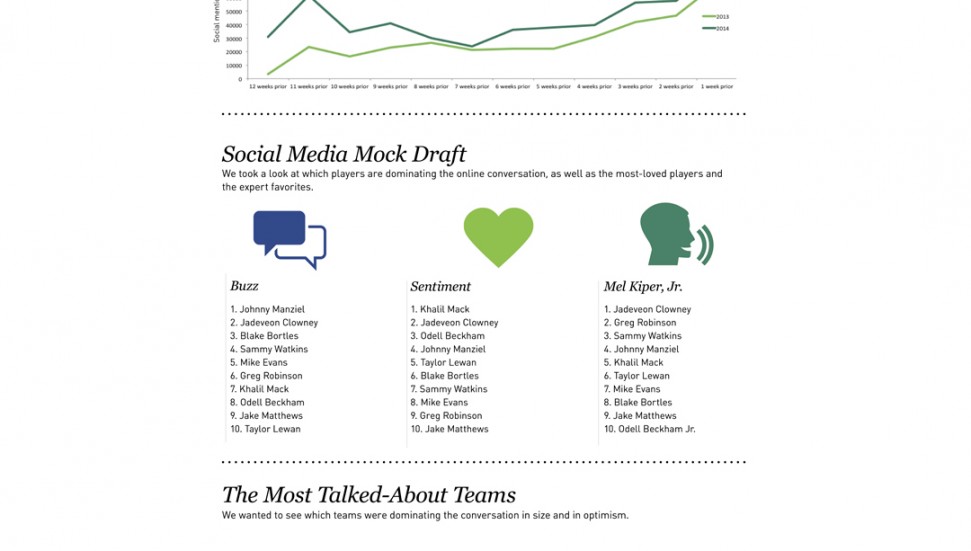 Social
50000
40000
30000
20000
10000
0
2013
2014
12 weeks prior 11 weeks prior 10 weeks prior 9 weeks prior 8 weeks prior 7 weeks prior 6 weeks prior 5 weeks prior 4 weeks prior 3 weeks prior 2 weeks prior 1 week prior
Social Media Mock Draft
We took a look at which players are dominating the online conversation, as well as the most-loved players and
the expert favorites.
Buzz
1. Johnny Manziel
2. Jadeveon Clowney
3. Blake Bortles
4. Sammy Watkins
5. Mike Evans
6. Greg Robinson
7. Khalil Mack
8. Odell Beckham
9. Jake Matthews
10. Taylor Lewan
Sentiment
1. Khalil Mack
2. Jadeveon Clowney
3. Odell Beckham
4. Johnny Manziel
5. Taylor Lewan
6. Blake Bortles
7. Sammy Watkins
8. Mike Evans
9. Greg Robinson
10. Jake Matthews
Mel Kiper, Jr.
1. Jadeveon Clowney
2. Greg Robinson
3. Sammy Watkins
4. Johnny Manziel
5. Khalil Mack
6. Taylor Lewan
7. Mike Evans
8. Blake Bortles
9. Jake Matthews
10. Odell Beckham Jr.
The Most Talked-About Teams
We wanted to see which teams were dominating the conversation in size and in optimism.